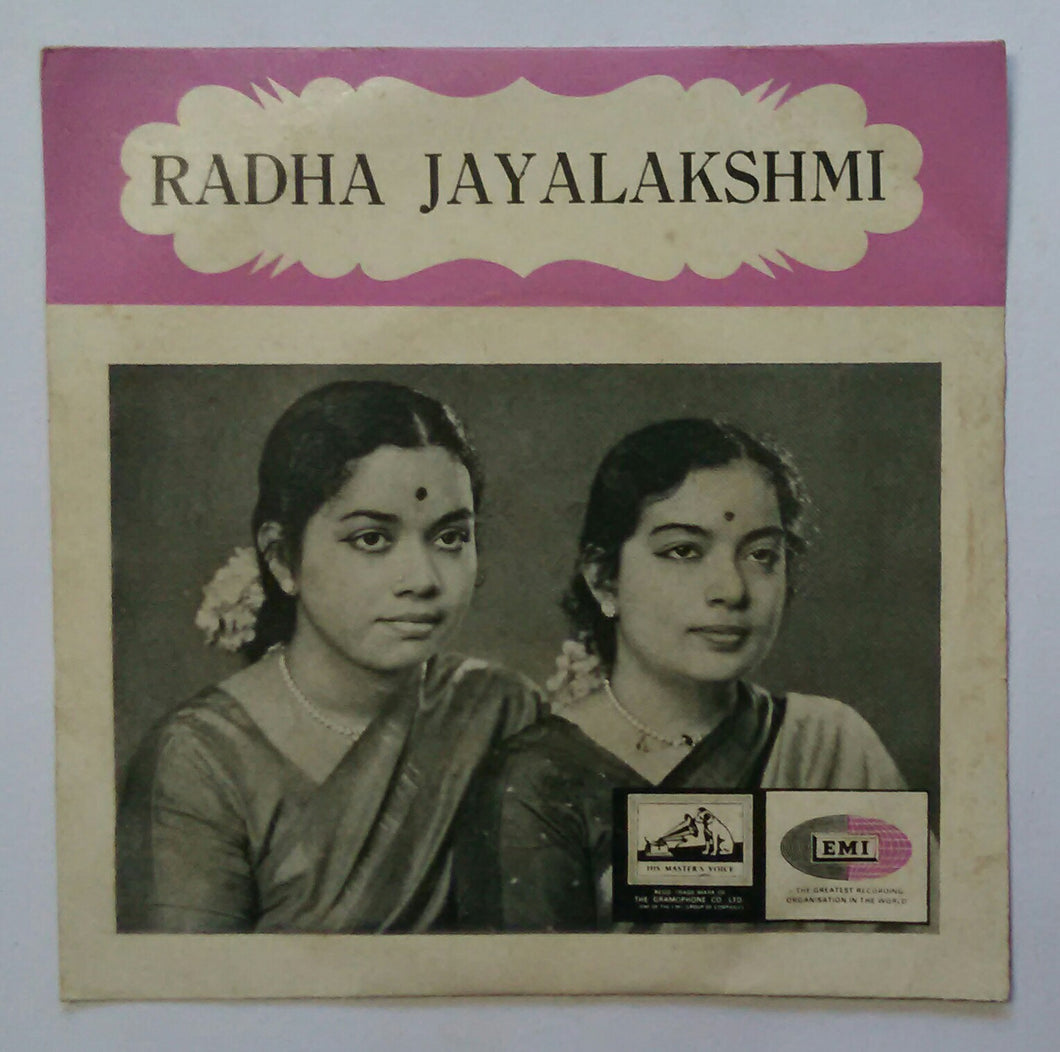 RADHA JAYALAKSHMI
HIS MASTER'S VOICE
REGD. TRADE MARK OF
THE GRAMOPHONE CO. LTD.
(ONE OF THE EMI GROUP OF COMPANIES)
EMI
THE GREATEST RECORDING
ORGANISATION IN THE WORLD